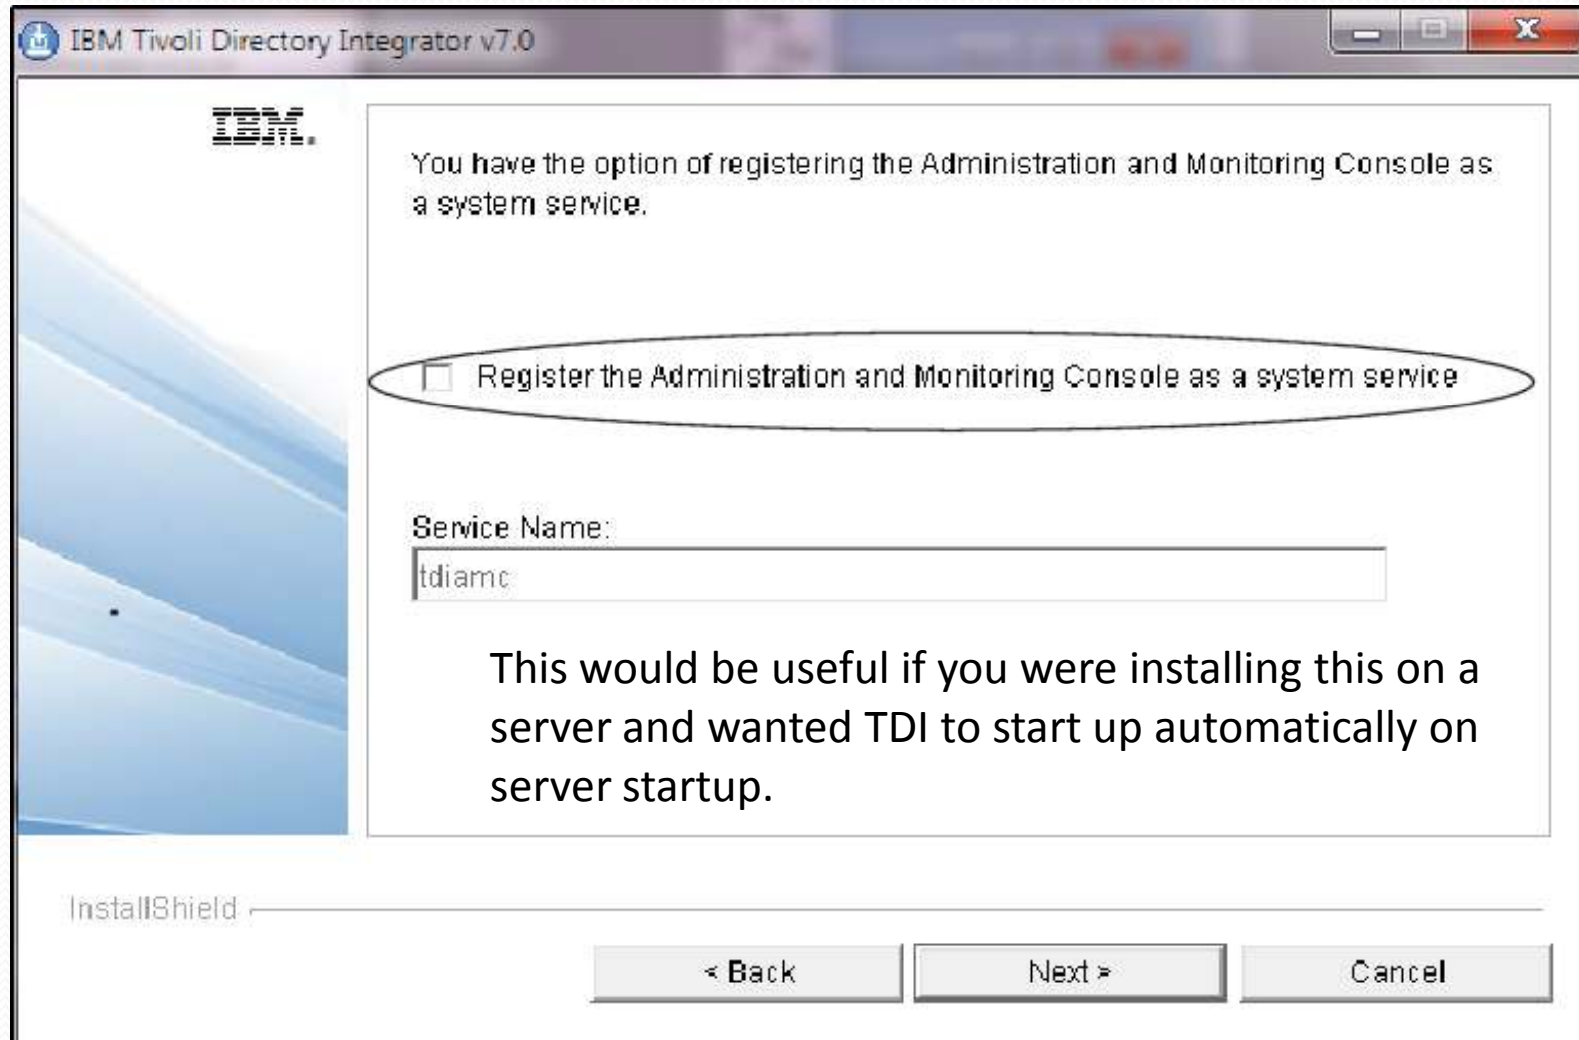 IBM Tivoli Directory Integrator v7.0
IBM.
You have the option of registering the Administration and Monitoring Console as
a system service.
Register the Administration and Monitoring Console as a system service
Service Name:
tdiamc
This would be useful if you were installing this on a
server and wanted TDI to start up automatically on
server startup.
InstallShield
< Back
Next >
Cancel